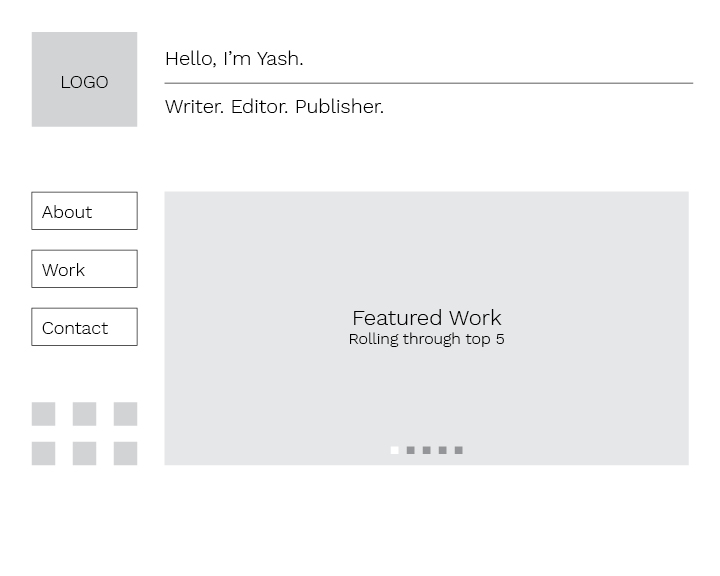 LOGO
Hello, I’m Yash.
Writer. Editor. Publisher.
About
Work
Contact
Featured Work
Rolling through top 5